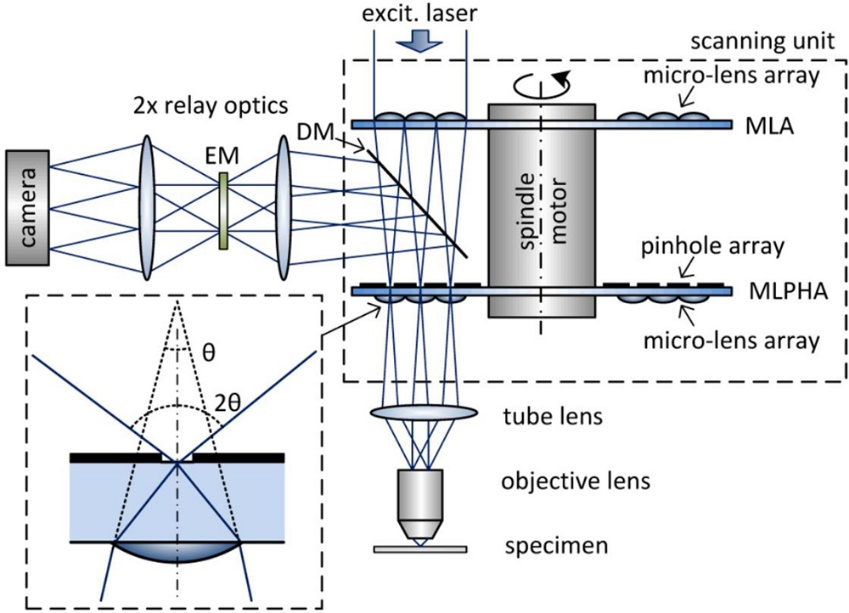 excit. laser
scanning unit
micro-lens array
2x relay optics
DM
MLA
EM
camera
spindle
motor
pinhole array
MLPHA
micro-lens array
θ
2θ
tube lens
objective lens
specimen